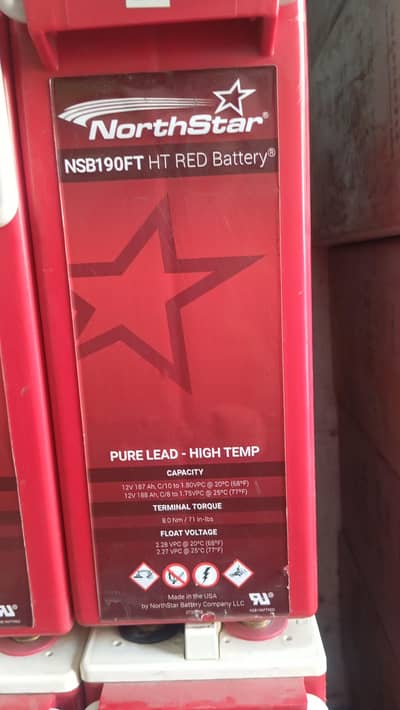 NorthStar®
NSB190FT HT RED Battery®
PURE LEAD - HIGH TEMP
CAPACITY
12V 187 Ah, C/10 to 1.80VPC @ 20°C (68°F)
12V 188 Ah, C/8 to 1.75VPC @ 25°C (77°F)
TERMINAL TORQUE
8.0 Nm / 71 in-lbs
FLOAT VOLTAGE
2.28 VPC @ 20°C (68°F)
2.27 VPC @ 25°C (77°F)
Made in the USA
by NorthStar Battery Company LLC